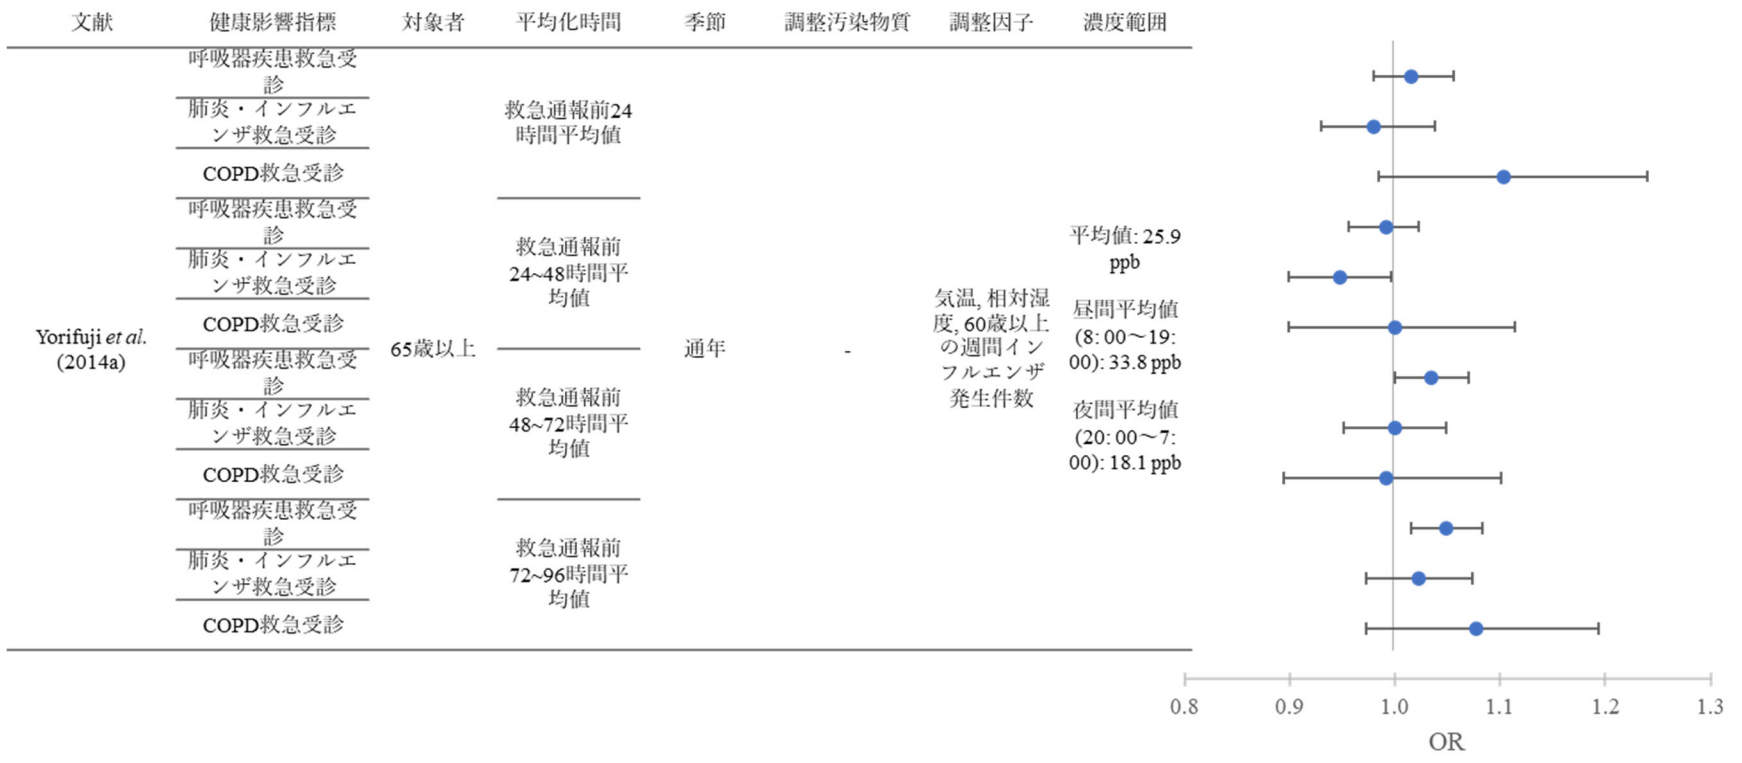 文献 健康影響指標 対象者 平均化時間 季節 調整汚染物質 調整因子 濃度範囲
呼吸器疾患救急受
診
肺炎・インフルエ
ンザ救急受診
COPD救急受診
救急通報前24
時間平均値
呼吸器疾患救急受
診
肺炎・インフルエ
ンザ救急受診
COPD救急受診
救急通報前
24~48時間平
均値
Yorifuji et al.
(2014a)
65歳以上
通年
-
気温, 相対湿
度, 60歳以上
の週間イン
フルエンザ
発生件数
平均値: 25.9
ppb
昼間平均値
(8: 00～19:
00): 33.8 ppb
夜間平均値
(20: 00～7:
00): 18.1 ppb
呼吸器疾患救急受
診
肺炎・インフルエ
ンザ救急受診
COPD救急受診
救急通報前
48~72時間平
均値
呼吸器疾患救急受
診
肺炎・インフルエ
ンザ救急受診
COPD救急受診
救急通報前
72~96時間平
均値
0.8 0.9 1.0 1.1 1.2 1.3
OR